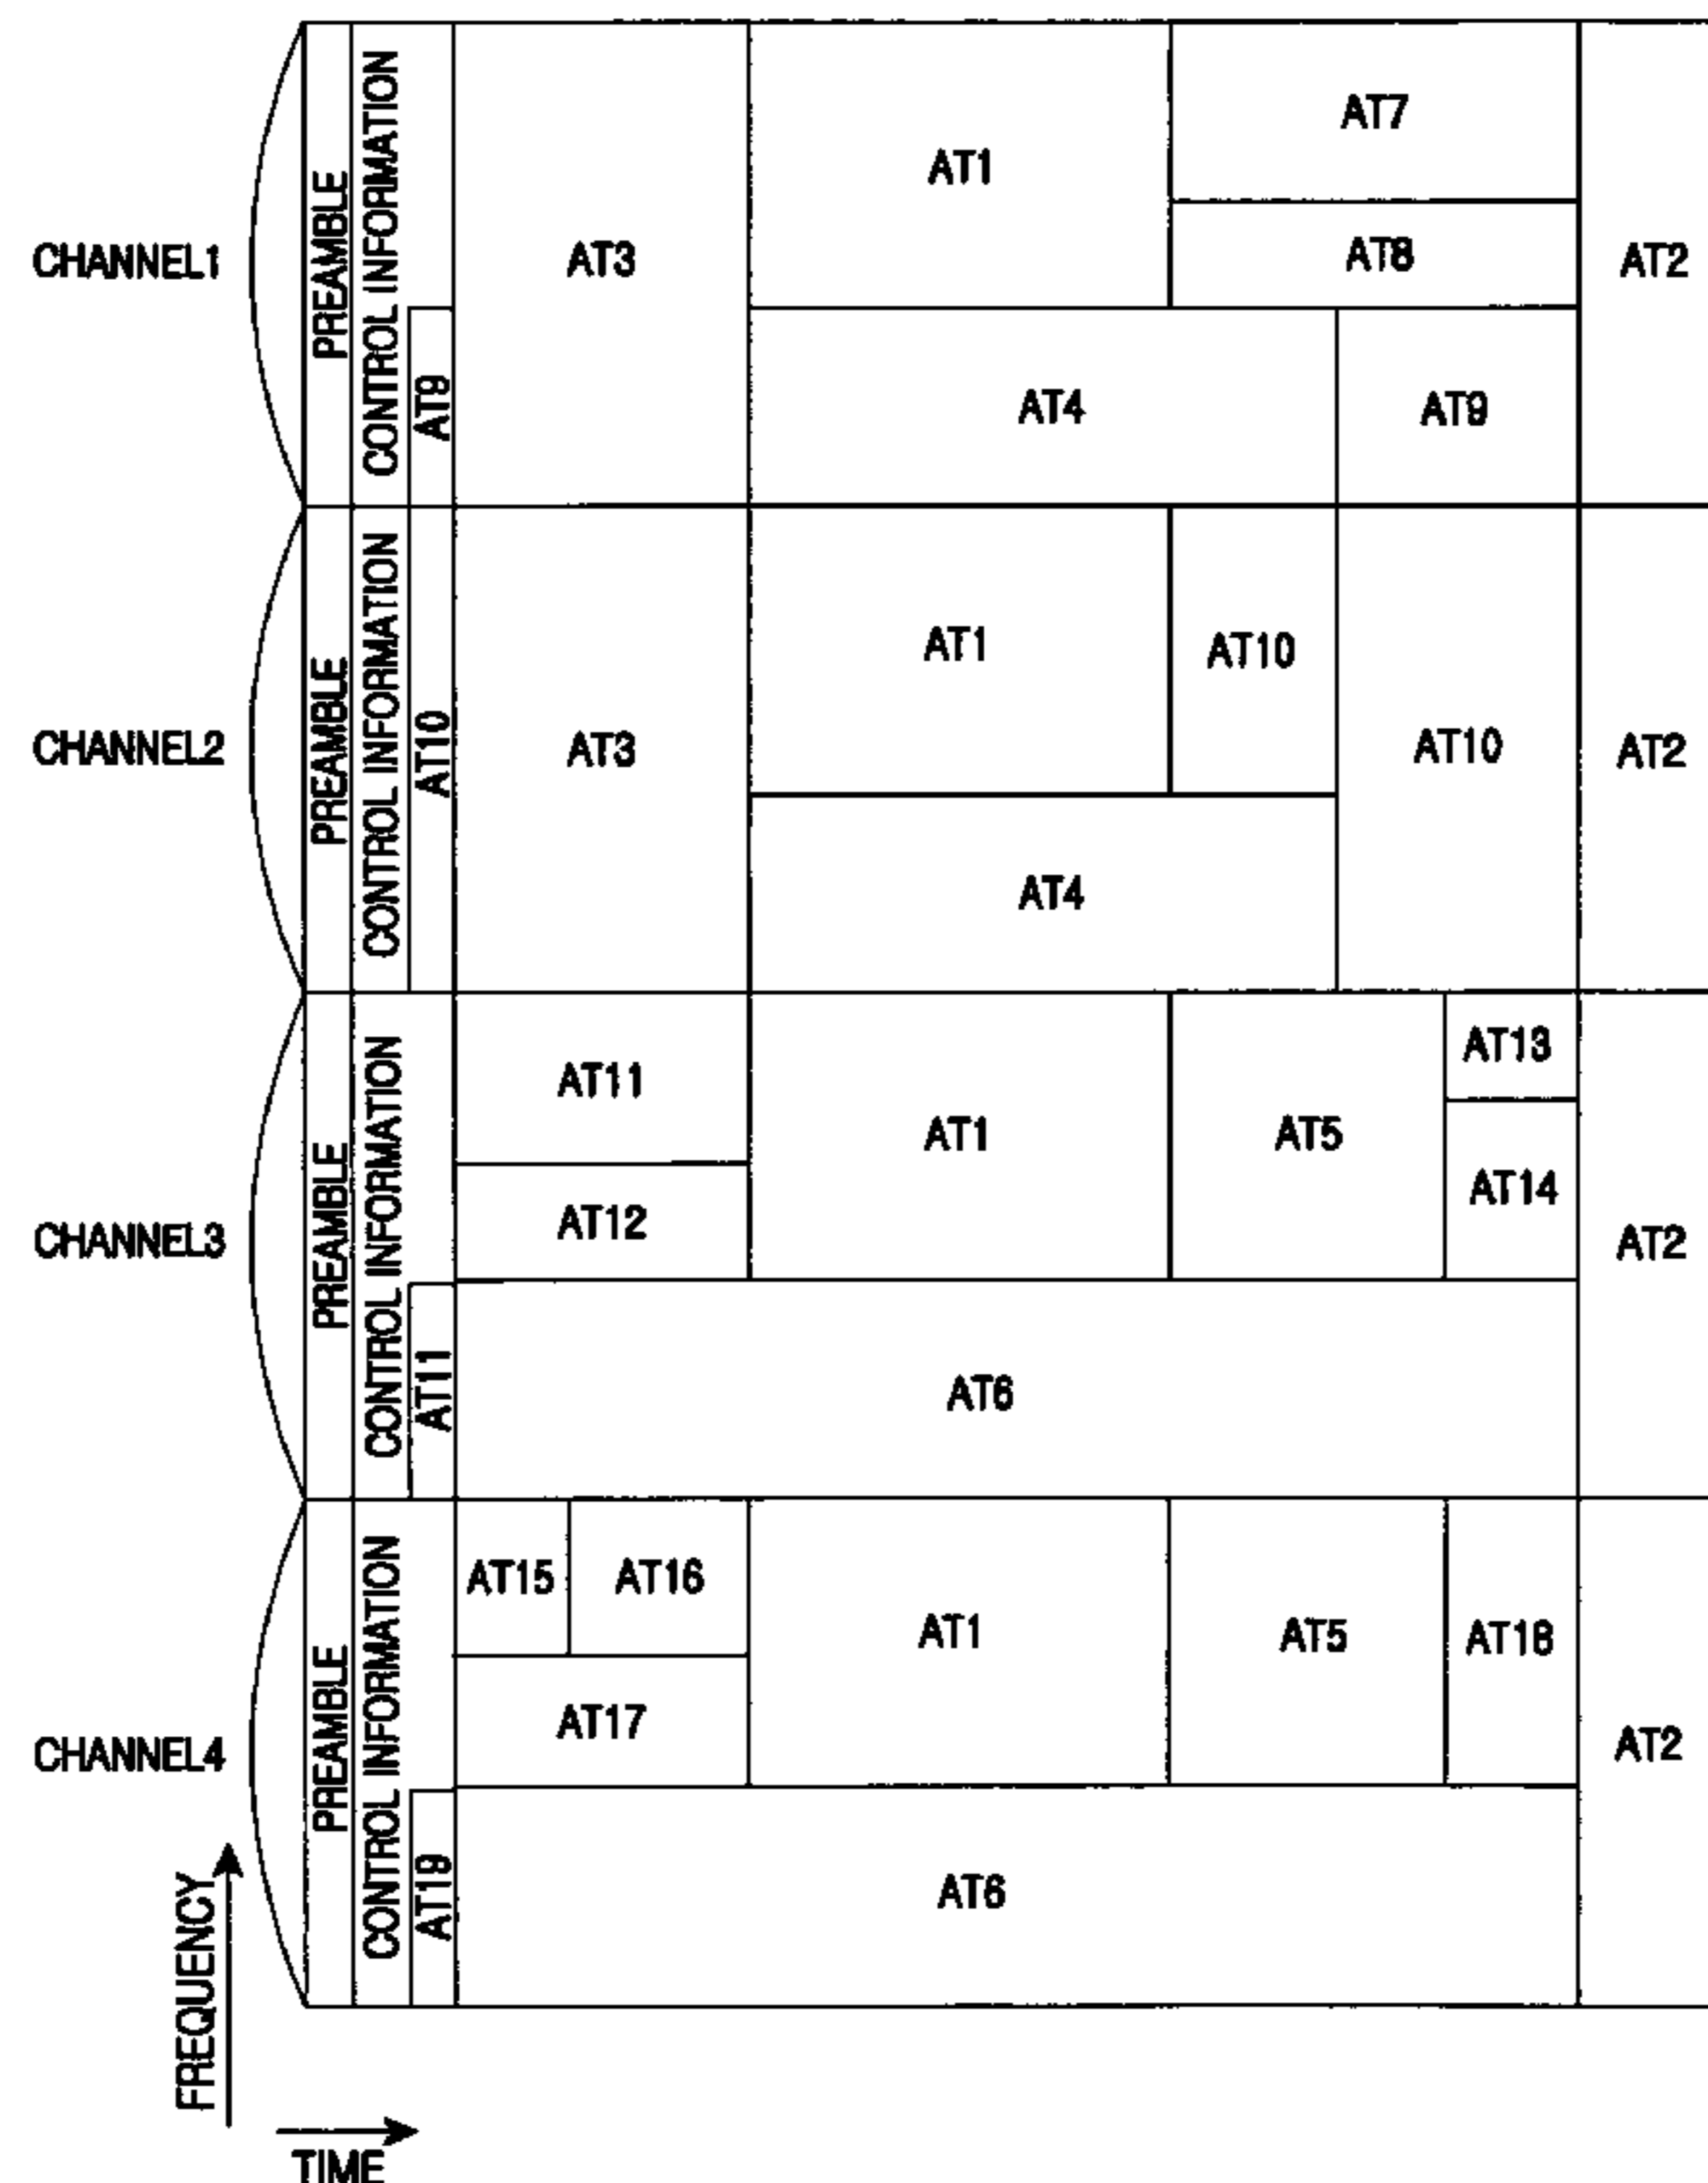 CHANNEL1
PREAMBLE
CONTROL INFORMATION
AT9
AT3
AT1
AT7
AT8
AT4
AT9
AT2
CHANNEL2
PREAMBLE
CONTROL INFORMATION
AT10
AT3
AT1
AT10
AT10
AT4
AT2
CHANNEL3
PREAMBLE
CONTROL INFORMATION
AT11
AT11
AT12
AT1
AT5
AT13
AT14
AT6
AT2
CHANNEL4
PREAMBLE
CONTROL INFORMATION
AT19
AT15
AT16
AT17
AT1
AT5
AT18
AT6
AT2
FREQUENCY
TIME